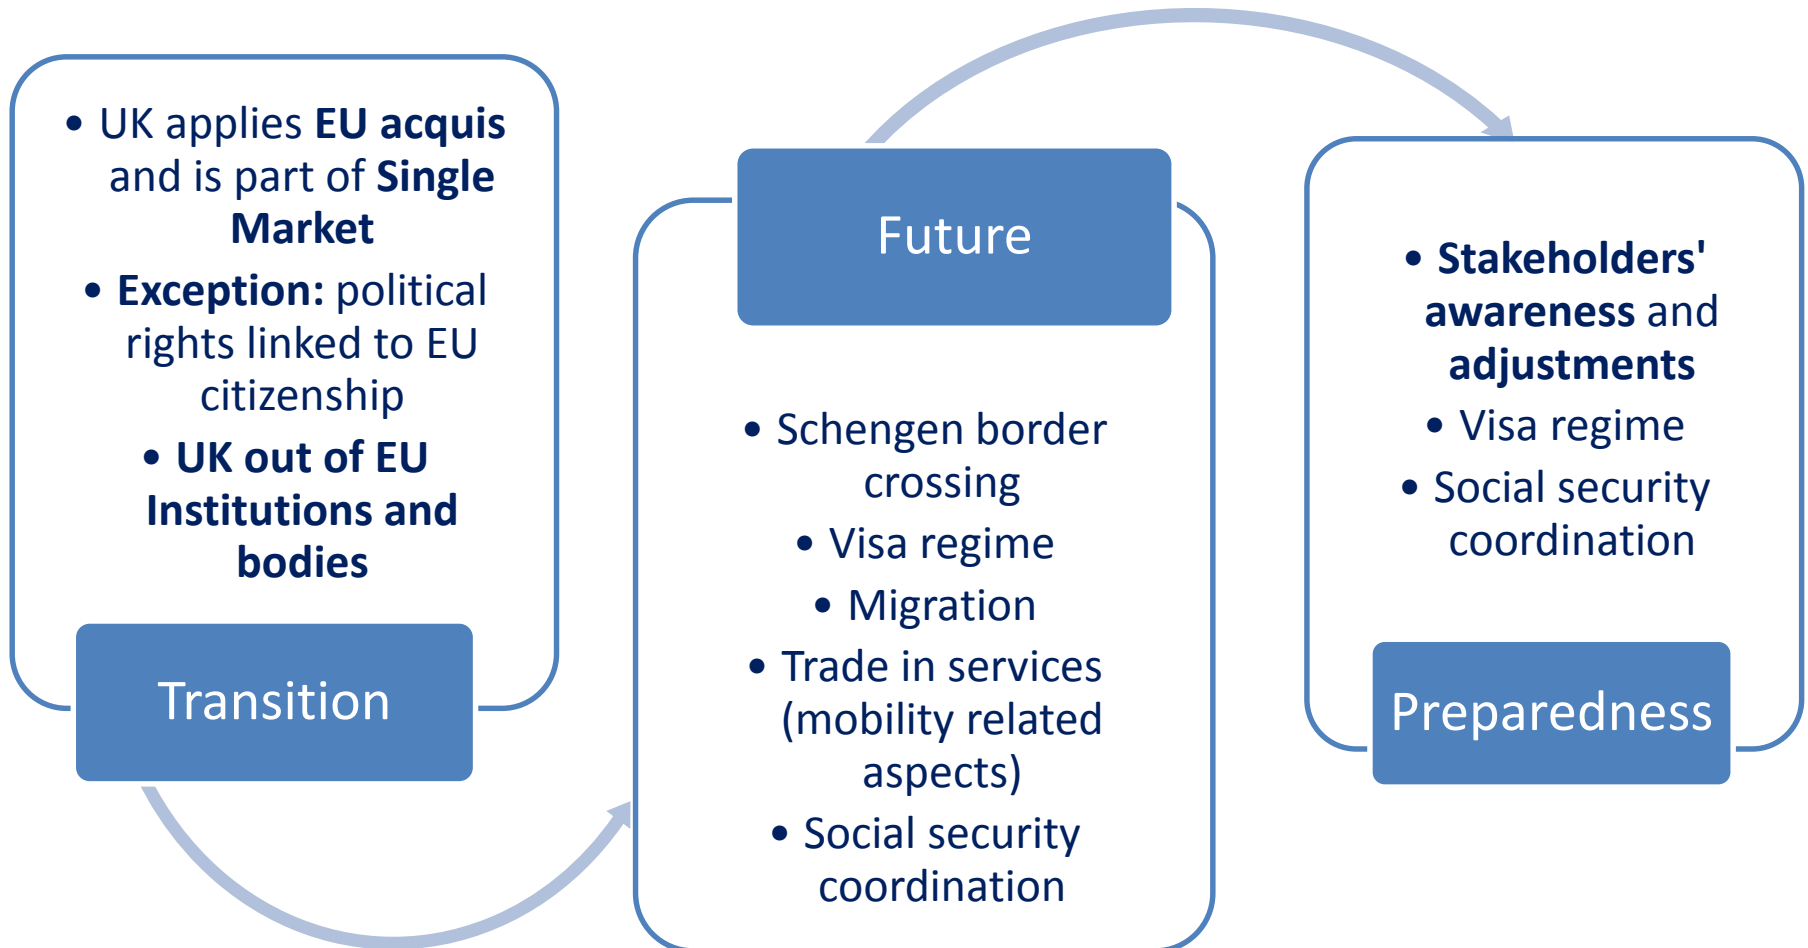 • UK applies EU acquis
and is part of Single
Market
• Exception: political
rights linked to EU
citizenship
• UK out of EU
Institutions and
bodies
Transition
Future
• Schengen border
crossing
• Visa regime
• Migration
• Trade in services
(mobility related
aspects)
• Social security
coordination
• Stakeholders'
awareness and
adjustments
• Visa regime
• Social security
coordination
Preparedness